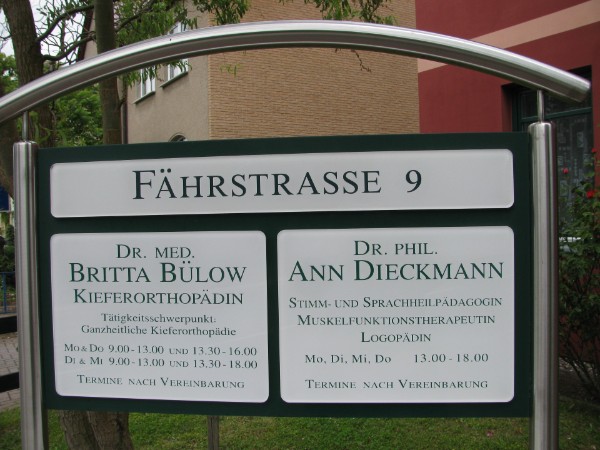 FÄHRSTRASSE 9
DR. MED.
BRITTA BÜLOW
KIEFERORTHOPÄDIN
Tätigkeitsschwerpunkt:
Ganzheitliche Kieferorthopädie
MO & DO 9.00-13.00 UND 13.30-16.00
DI & MI 9.00-13.00 UND 13.30-18.00
TERMINE NACH VEREINBARUNG
DR. PHIL.
ANN DIECKMANN
STIMM- UND SPRACHHEILPÄDAGOGIN
MUSKELFUNKTIONSTHERAPEUTIN
LOGOPÄDIN
MO, DI, MI, DO 13.00-18.00
TERMINE NACH VEREINBARUNG